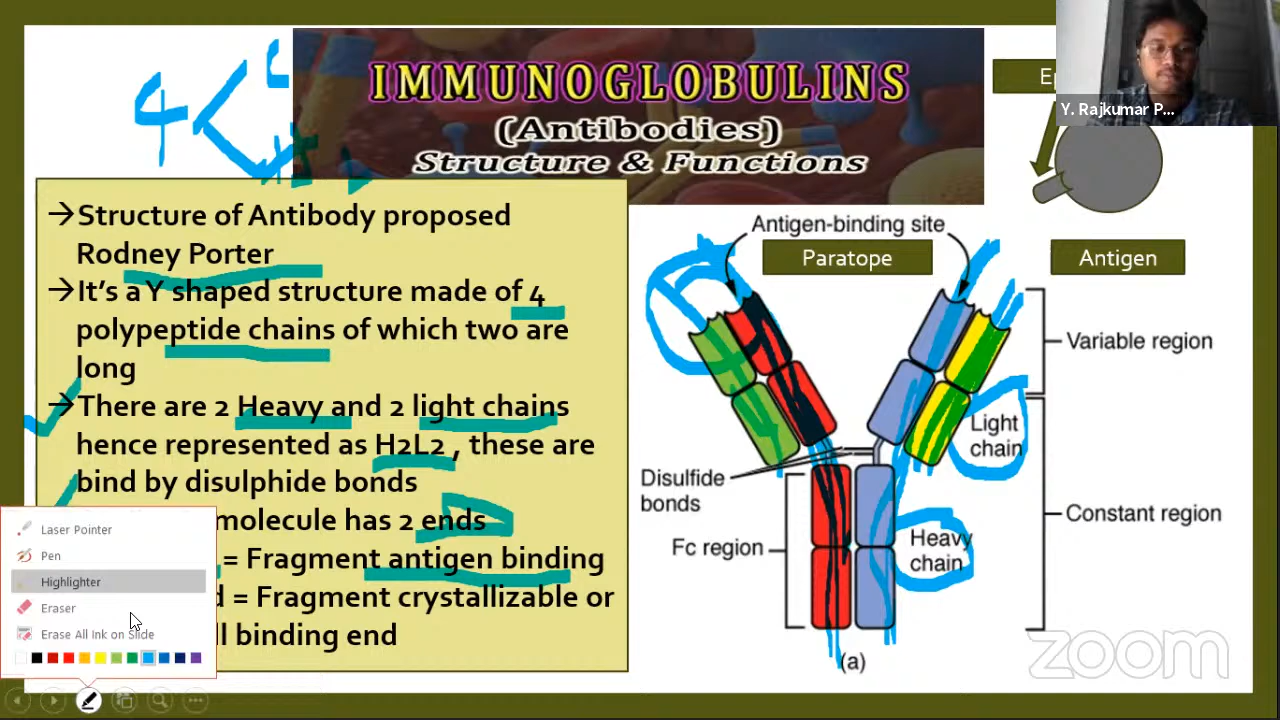 4
IMMUNOGLOBULINS
(Antibodies)
Structure & Functions
Y. Rajkumar P...
→Structure of Antibody proposed
Rodney Porter
→It's a Y shaped structure made of 4
polypeptide chains of which two are
long
→There are 2 Heavy and 2 light chains
hence represented as H2L2 , these are
bind by disulphide bonds
molecule has 2 ends
= Fragment antigen binding
= Fragment crystallizable or
binding end
Laser Pointer
Pen
Highlighter
Eraser
Erase All Ink on Slide
Antigen-binding site
Paratope
Antigen
Variable region
Light
chain
Disulfide
bonds
Fc region
Heavy
chain
Constant region
(a)
zoom